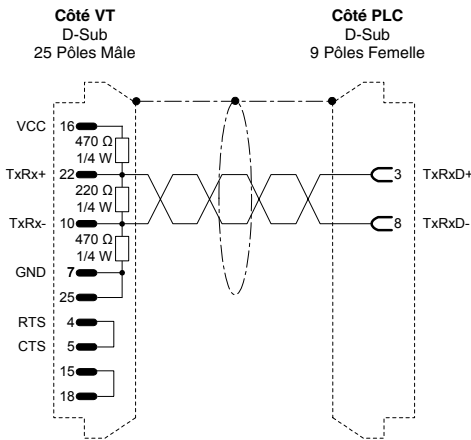 Côté VT
D-Sub
25 Pôles Mâle
Côté PLC
D-Sub
9 Pôles Femelle
VCC 16
470 Ω
1/4 W
TxRx+ 22
220 Ω
1/4 W
TxRx- 10
470 Ω
1/4 W
GND 7
25
RTS 4
CTS 5
15
18
3 TxRxD+
8 TxRxD-